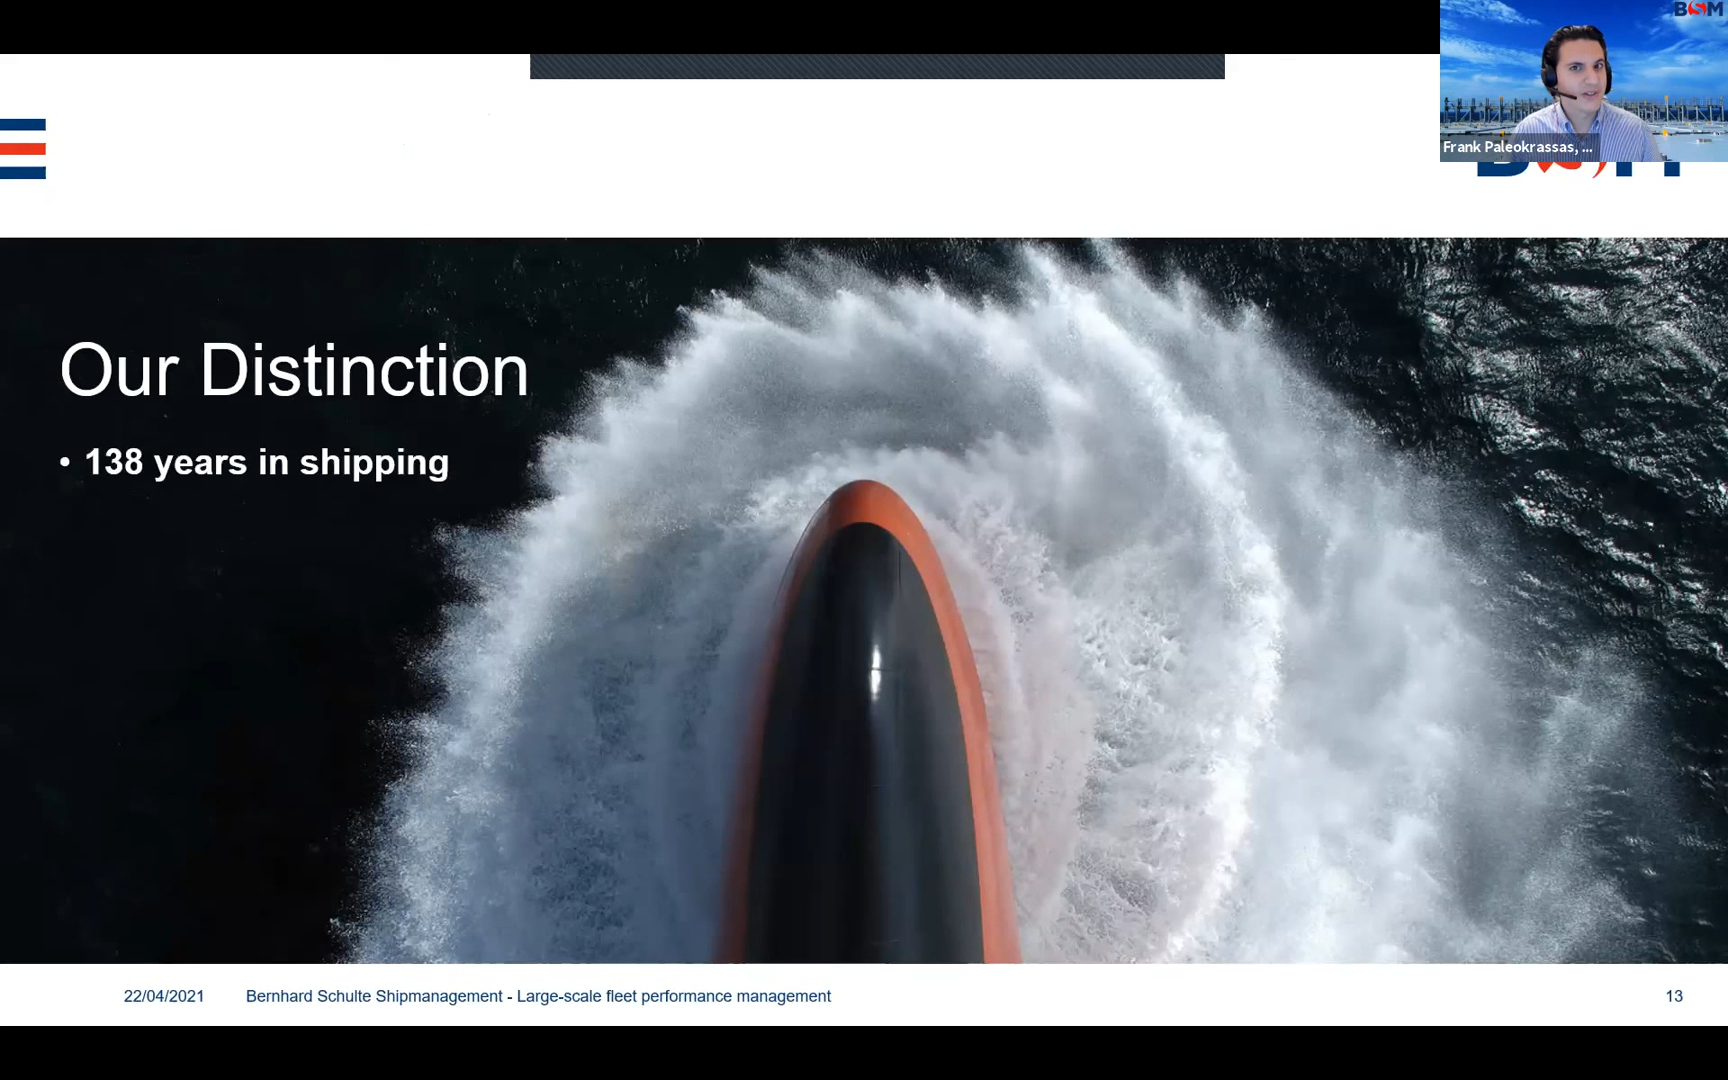 BSM
Frank Paleokrassas, ...
Our Distinction
• 138 years in shipping
22/04/2021
Bernhard Schulte Shipmanagement - Large-scale fleet performance management
13